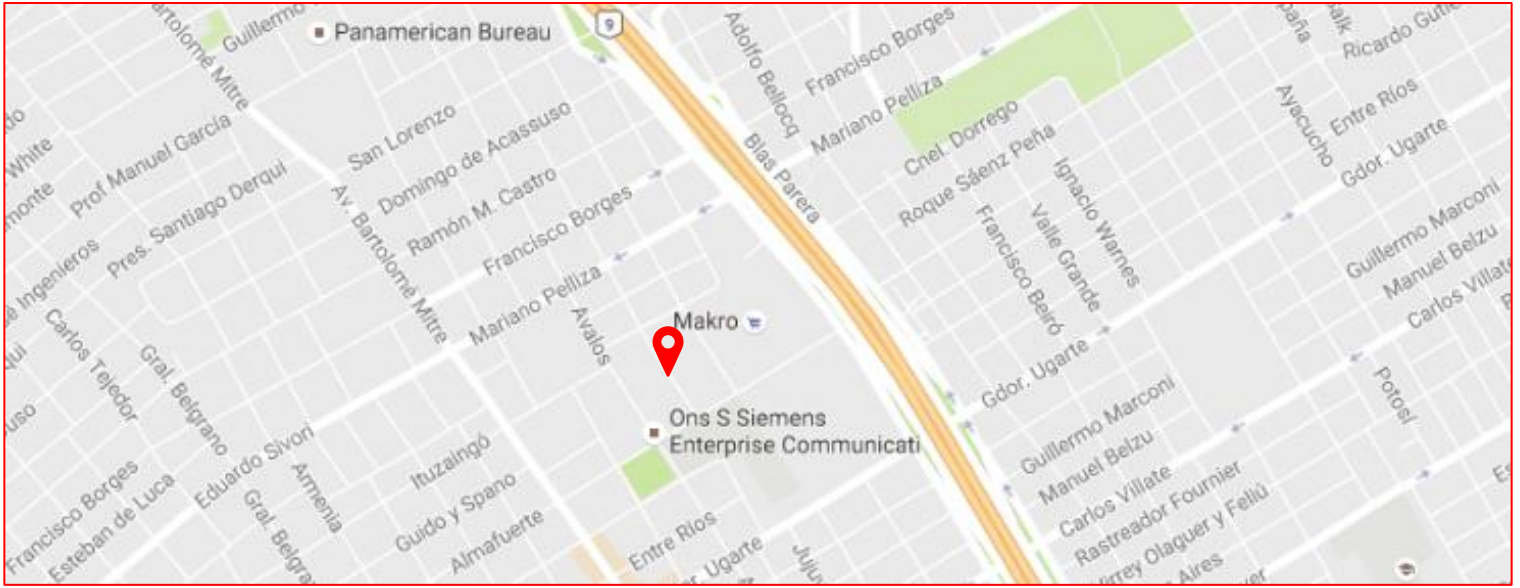 Bartolomé Mitre
Guillermo
Panamerican Bureau
9
Adolfo Bellocq
Francisco Borges
Ricardo Gutié
Mariano Pelliza
Ayacucho
Entre Ríos
Gdor. Ugarte
White
Prof Manuel García
San Lorenzo
Domingo de Acassuso
Blas Parera
Cnel. Dorrego
Roque Sáenz Peña
Ignacio Warnes
Pres. Santiago Derqui
Av. Bartolomé Mitre
Ramón M. Castro
Francisco Borges
Valle Grande
Francisco Beiró
Guillermo Marconi
Manuel Belzu
Carlos Villate
Ingenieros
Mariano Pelliza
Avalos
Makro
Carlos Tejedor
Gral. Belgrano
Gdor. Ugarte
Potosí
Ons S Siemens
Enterprise Communicati
Guillermo Marconi
Manuel Belzu
Eduardo Sívori
Armenia
Ituzaingó
Carlos Villate
Rastreador Fournier
Francisco Borges
Esteban de Luca
Gral. Belgra
Guido y Spano
Almafuerte
Entre Ríos
Ugarte
Juju
Virrey Olaguer y Feliú
Aires